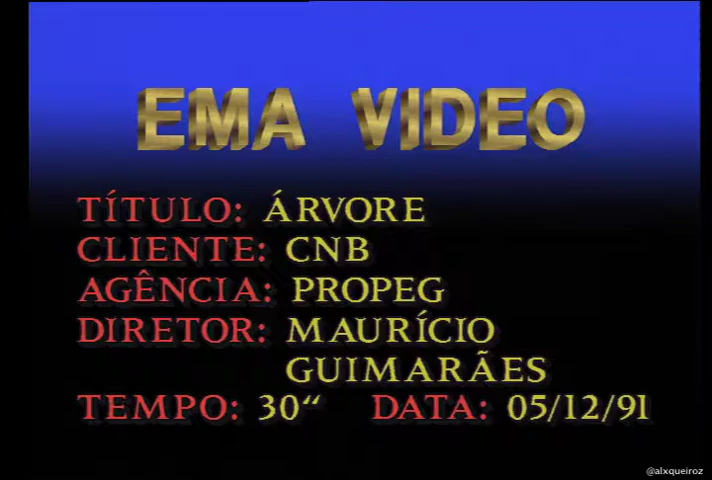 EMA VIDEO
TÍTULO: ÁRVORE
CLIENTE: CNB
AGÊNCIA: PROPEG
DIRETOR: MAURÍCIO
GUIMARÃES
TEMPO: 30“ DATA: 05/12/91
@alxqueiroz